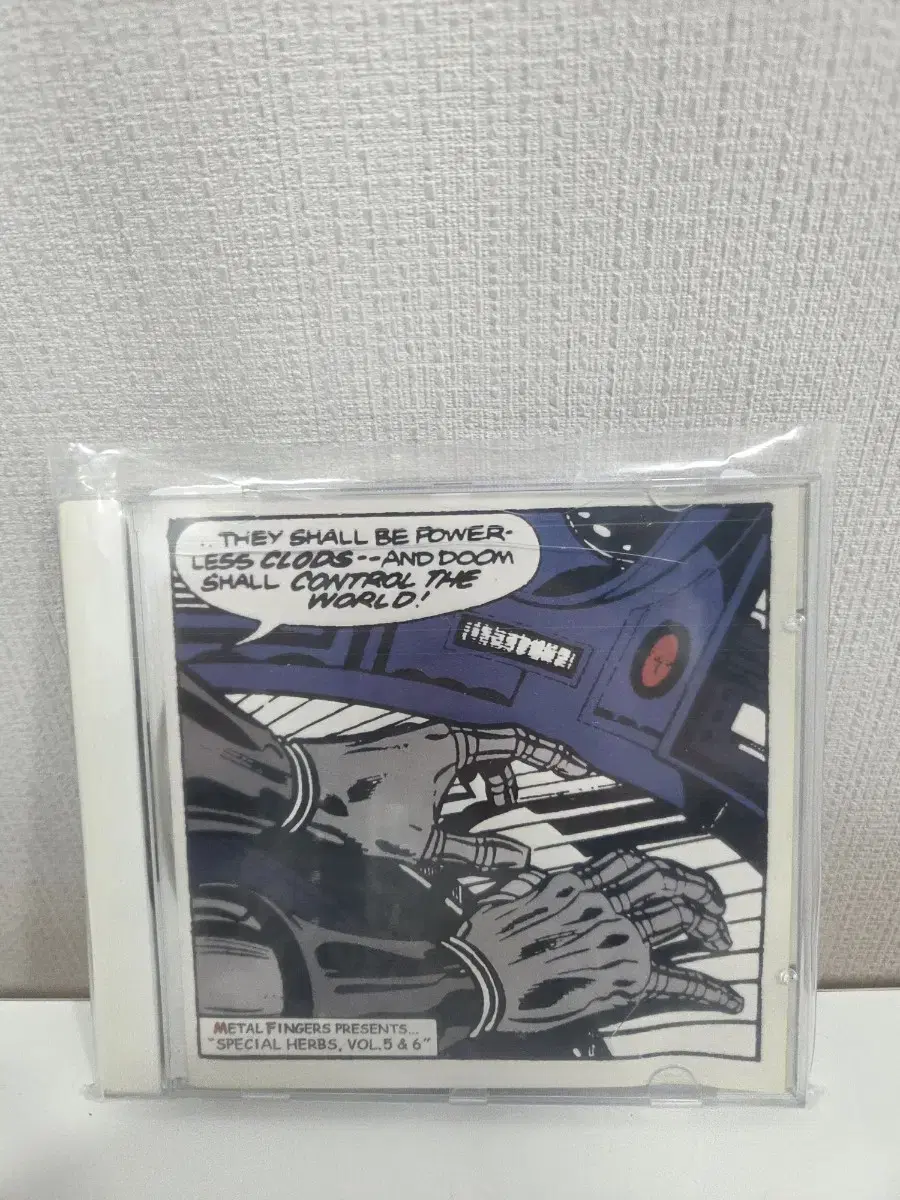 ..THEY SHALL BE POWER-
LESS CLODS--AND DOOM
SHALL CONTROL THE
WORLD!
METAL FINGERS PRESENTS...
"SPECIAL HERBS, VOL.5 & 6"